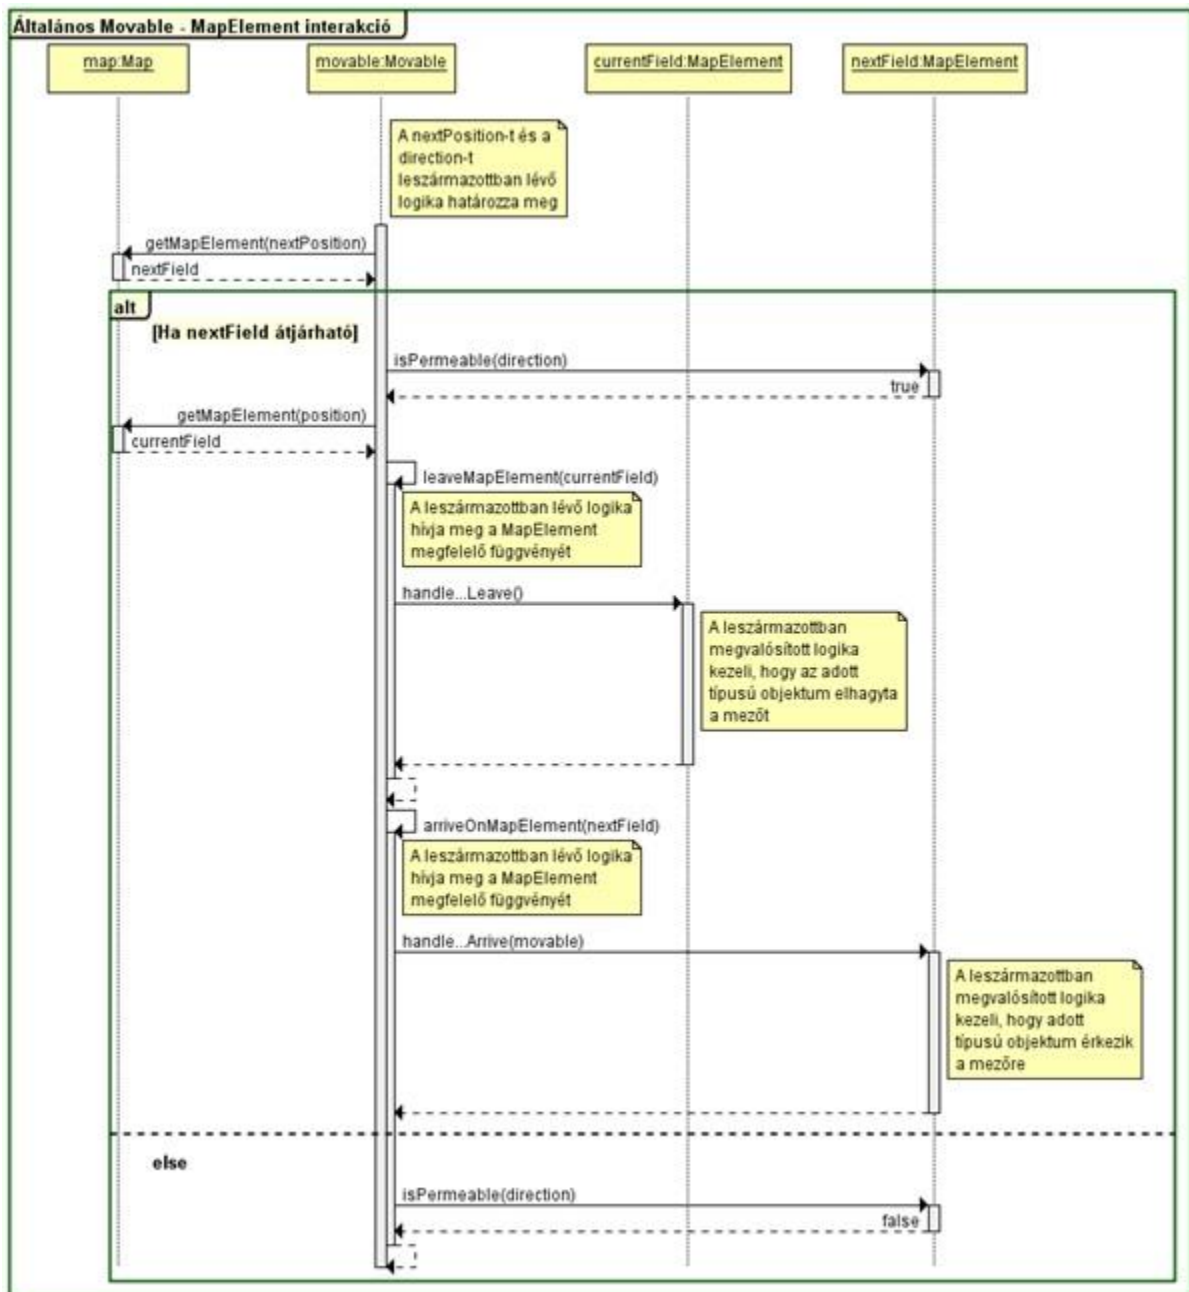 Általános Movable - MapElement interakció
map:Map
movable:Movable
currentField:MapElement
nextField:MapElement
A nextPosition-t és a
direction-t
leszármazottban lévő
logika határozza meg
getMapElement(nextPosition)
nextField
alt
[Ha nextField átjárható]
isPermeable(direction)
true
getMapElement(position)
currentField
leaveMapElement(currentField)
A leszármazottban lévő logika
hívja meg a MapElement
megfelelő függvényét
handle...Leave()
A leszármazottban
megvalósított logika
kezeli, hogy az adott
típusú objektum elhagyta
a mezőt
arriveOnMapElement(nextField)
A leszármazottban lévő logika
hívja meg a MapElement
megfelelő függvényét
handle...Arrive(movable)
A leszármazottban
megvalósított logika
kezeli, hogy adott
típusú objektum érkezik
a mezőre
else
isPermeable(direction)
false